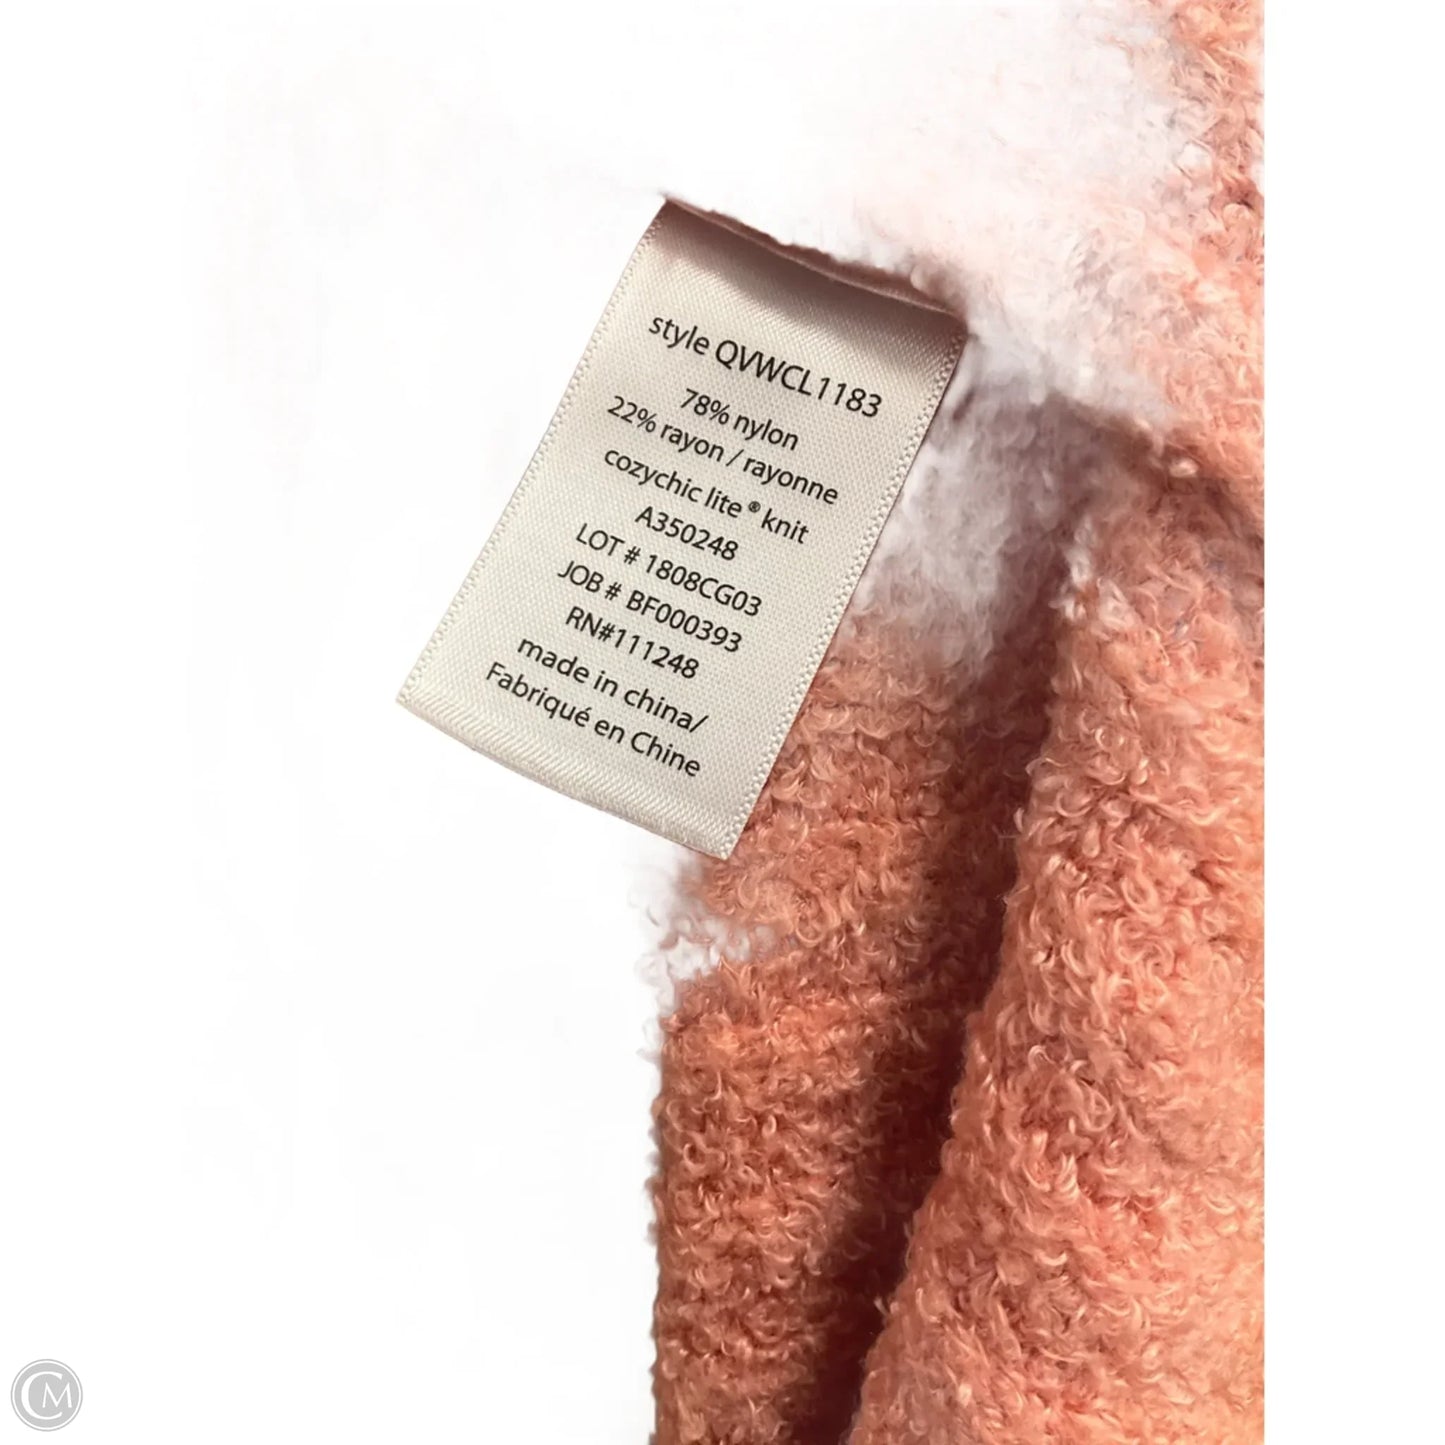 style QVWCL1183
78% nylon
22% rayon / rayonne
cozychic lite® knit
A350248
LOT # 1808CG03
JOB # BF000393
RN#111248
made in china/
Fabriqué en Chine
CM